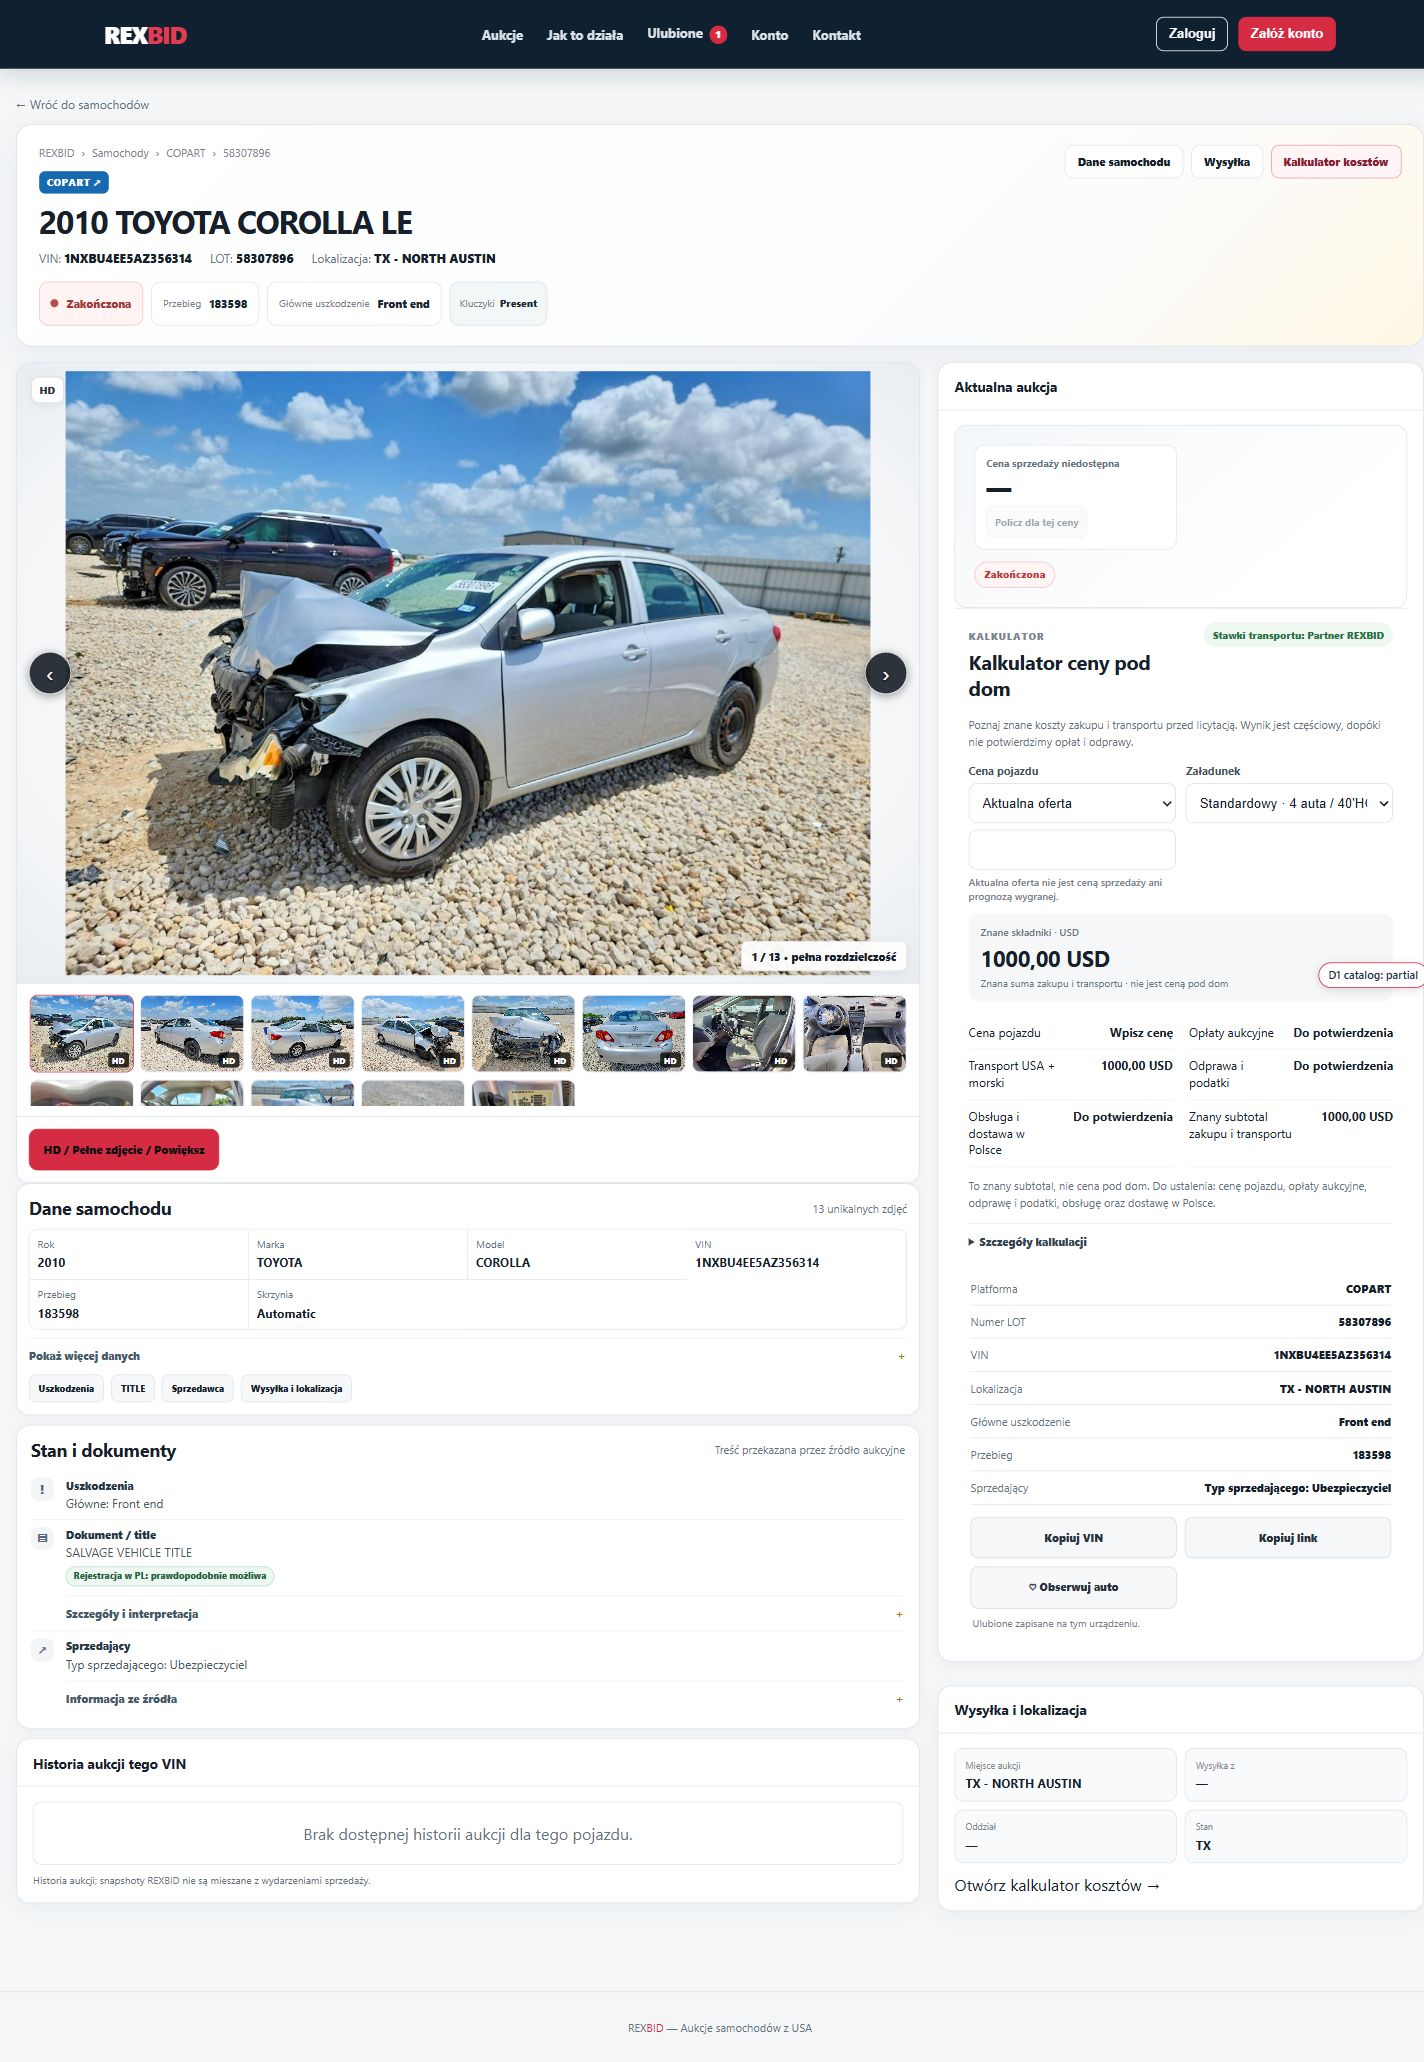 REXBID
Aukcje
Jak to działa
Ulubione 1
Konto
Kontakt
Zaloguj
Załóż konto
← Wróć do samochodów
REXBID › Samochody › COPART › 58307896
Dane samochodu
Wysyłka
Kalkulator kosztów
COPART ↗
2010 TOYOTA COROLLA LE
VIN: 1NXBU4EE5AZ356314 LOT: 58307896 Lokalizacja: TX - NORTH AUSTIN
Zakończona
Przebieg 183598
Główne uszkodzenie Front end
Kluczyki Present
HD
‹
›
1 / 13 • pełna rozdzielczość
HD
HD
HD
HD
HD
HD
HD
HD
HD / Pełne zdjęcie / Powiększ
Dane samochodu
13 unikalnych zdjęć
Rok
2010
Marka
TOYOTA
Model
COROLLA
VIN
1NXBU4EE5AZ356314
Przebieg
183598
Skrzynia
Automatic
Pokaż więcej danych +
Uszkodzenia
TITLE
Sprzedawca
Wysyłka i lokalizacja
Stan i dokumenty
Treść przekazana przez źródło aukcyjne
!
Uszkodzenia
Główne: Front end
Dokument / title
SALVAGE VEHICLE TITLE
Rejestracja w PL: prawdopodobnie możliwa
Szczegóły i interpretacja +
↗
Sprzedający
Typ sprzedającego: Ubezpieczyciel
Informacja ze źródła +
Historia aukcji tego VIN
Brak dostępnej historii aukcji dla tego pojazdu.
Historia aukcji; snapshoty REXBID nie są mieszane z wydarzeniami sprzedaży.
Aktualna aukcja
Cena sprzedaży niedostępna
—
Policz dla tej ceny
Zakończona
KALKULATOR
Stawki transportu: Partner REXBID
Kalkulator ceny pod
dom
Poznaj znane koszty zakupu i transportu przed licytacją. Wynik jest częściowy, dopóki
nie potwierdzimy opłat i odprawy.
Cena pojazdu
Aktualna oferta
Załadunek
Standardowy · 4 auta / 40'H
Aktualna oferta nie jest ceną sprzedaży ani
prognozą wygranej.
Znane składniki · USD
1000,00 USD
Znana suma zakupu i transportu · nie jest ceną pod dom
D1 catalog: partial
Cena pojazdu Wpisz cenę
Opłaty aukcyjne Do potwierdzenia
Transport USA +
morski
1000,00 USD
Odprawa i
podatki
Do potwierdzenia
Obsługa i
dostawa w
Polsce
Do potwierdzenia
Znany subtotal
zakupu i transportu
1000,00 USD
To znany subtotal, nie cena pod dom. Do ustalenia: cenę pojazdu, opłaty aukcyjne,
odprawę i podatki, obsługę oraz dostawę w Polsce.
▸ Szczegóły kalkulacji
Platforma COPART
Numer LOT 58307896
VIN 1NXBU4EE5AZ356314
Lokalizacja TX - NORTH AUSTIN
Główne uszkodzenie Front end
Przebieg 183598
Sprzedający Typ sprzedającego: Ubezpieczyciel
Kopiuj VIN
Kopiuj link
♡ Obserwuj auto
Ulubione zapisane na tym urządzeniu.
Wysyłka i lokalizacja
Miejsce aukcji
TX - NORTH AUSTIN
Wysyłka z
—
Oddział
—
Stan
TX
Otwórz kalkulator kosztów →
REXBID — Aukcje samochodów z USA